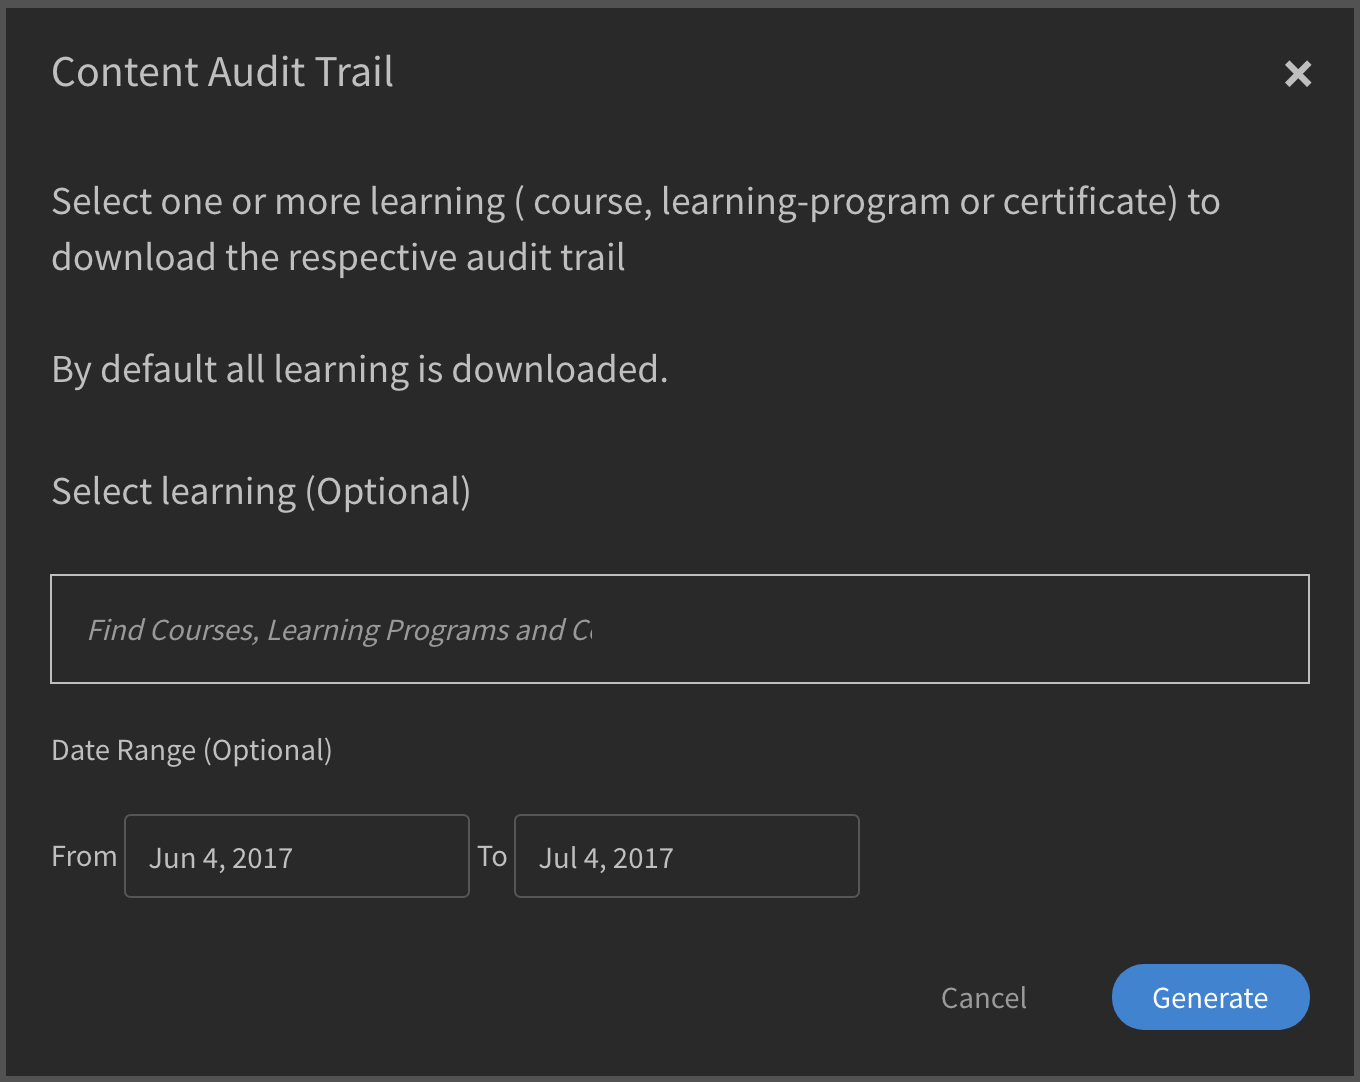 Content Audit Trail
Select one or more learning ( course, learning-program or certificate) to
download the respective audit trail
By default all learning is downloaded.
Select learning (Optional)
Find Courses, Learning Programs and
Date Range (Optional)
From Jun 4, 2017 To Jul 4, 2017
Cancel Generate